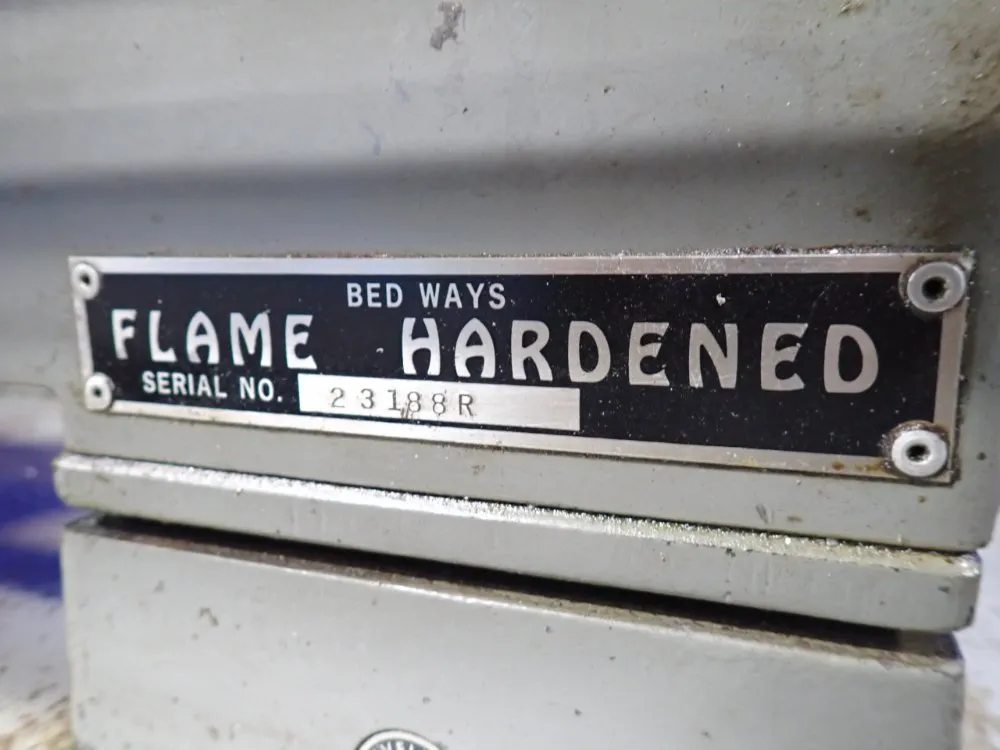 BED WAYS
FLAME HARDENED
SERIAL NO. 23188R